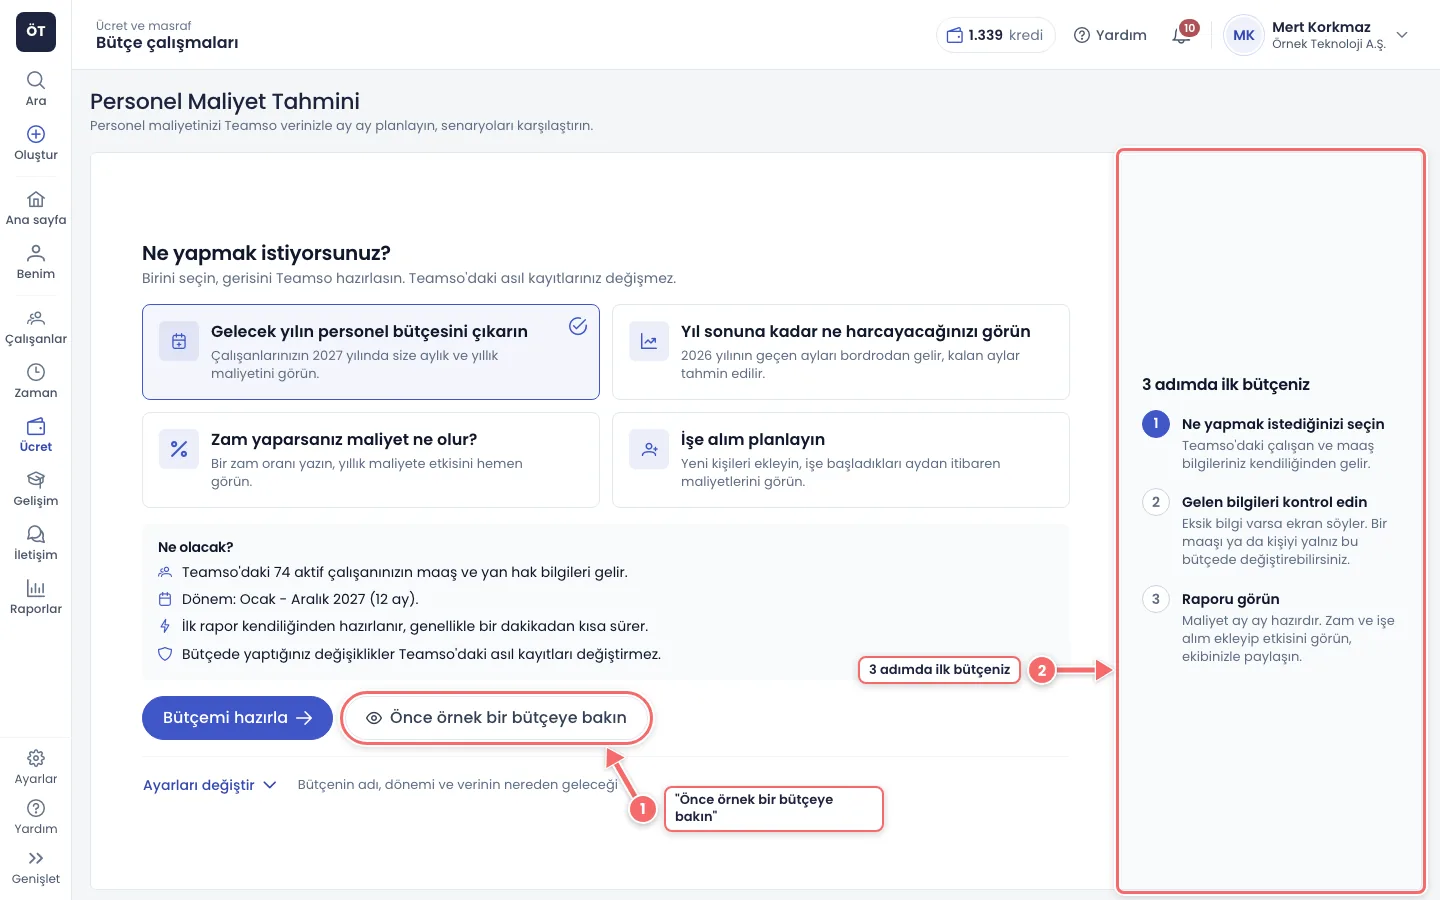 ÖT
Ara
Oluştur
Ana sayfa
Benim
Çalışanlar
Zaman
Ücret
Gelişim
İletişim
Raporlar
Ayarlar
Yardım
Genişlet
Ücret ve masraf
Bütçe çalışmaları
1.339 kredi
Yardım
10
MK
Mert Korkmaz
Örnek Teknoloji A.Ş.
Personel Maliyet Tahmini
Personel maliyetinizi Teamso verinizle ay ay planlayın, senaryoları karşılaştırın.
Ne yapmak istiyorsunuz?
Birini seçin, gerisini Teamso hazırlasın. Teamso'daki asıl kayıtlarınız değişmez.
Gelecek yılın personel bütçesini çıkarın
Çalışanlarınızın 2027 yılında size aylık ve yıllık
maliyetini görün.
Yıl sonuna kadar ne harcayacağınızı görün
2026 yılının geçen ayları bordrodan gelir, kalan aylar
tahmin edilir.
Zam yaparsanız maliyet ne olur?
Bir zam oranı yazın, yıllık maliyete etkisini hemen
görün.
İşe alım planlayın
Yeni kişileri ekleyin, işe başladıkları aydan itibaren
maliyetlerini görün.
Ne olacak?
Teamso'daki 74 aktif çalışanınızın maaş ve yan hak bilgileri gelir.
Dönem: Ocak - Aralık 2027 (12 ay).
İlk rapor kendiliğinden hazırlanır, genellikle bir dakikadan kısa sürer.
Bütçede yaptığınız değişiklikler Teamso'daki asıl kayıtları değiştirmez.
3 adımda ilk bütçeniz
2
Bütçemi hazırla
Önce örnek bir bütçeye bakın
Ayarları değiştir
Bütçenin adı, dönemi ve verinin nereden geleceği
1
"Önce örnek bir bütçeye
bakın"
3 adımda ilk bütçeniz
1
Ne yapmak istediğinizi seçin
Teamso'daki çalışan ve maaş
bilgileriniz kendiliğinden gelir.
2
Gelen bilgileri kontrol edin
Eksik bilgi varsa ekran söyler. Bir
maaşı ya da kişiyi yalnız bu
bütçede değiştirebilirsiniz.
3
Raporu görün
Maliyet ay ay hazırdır. Zam ve işe
alım ekleyip etkisini görün,
ekibinizle paylaşın.